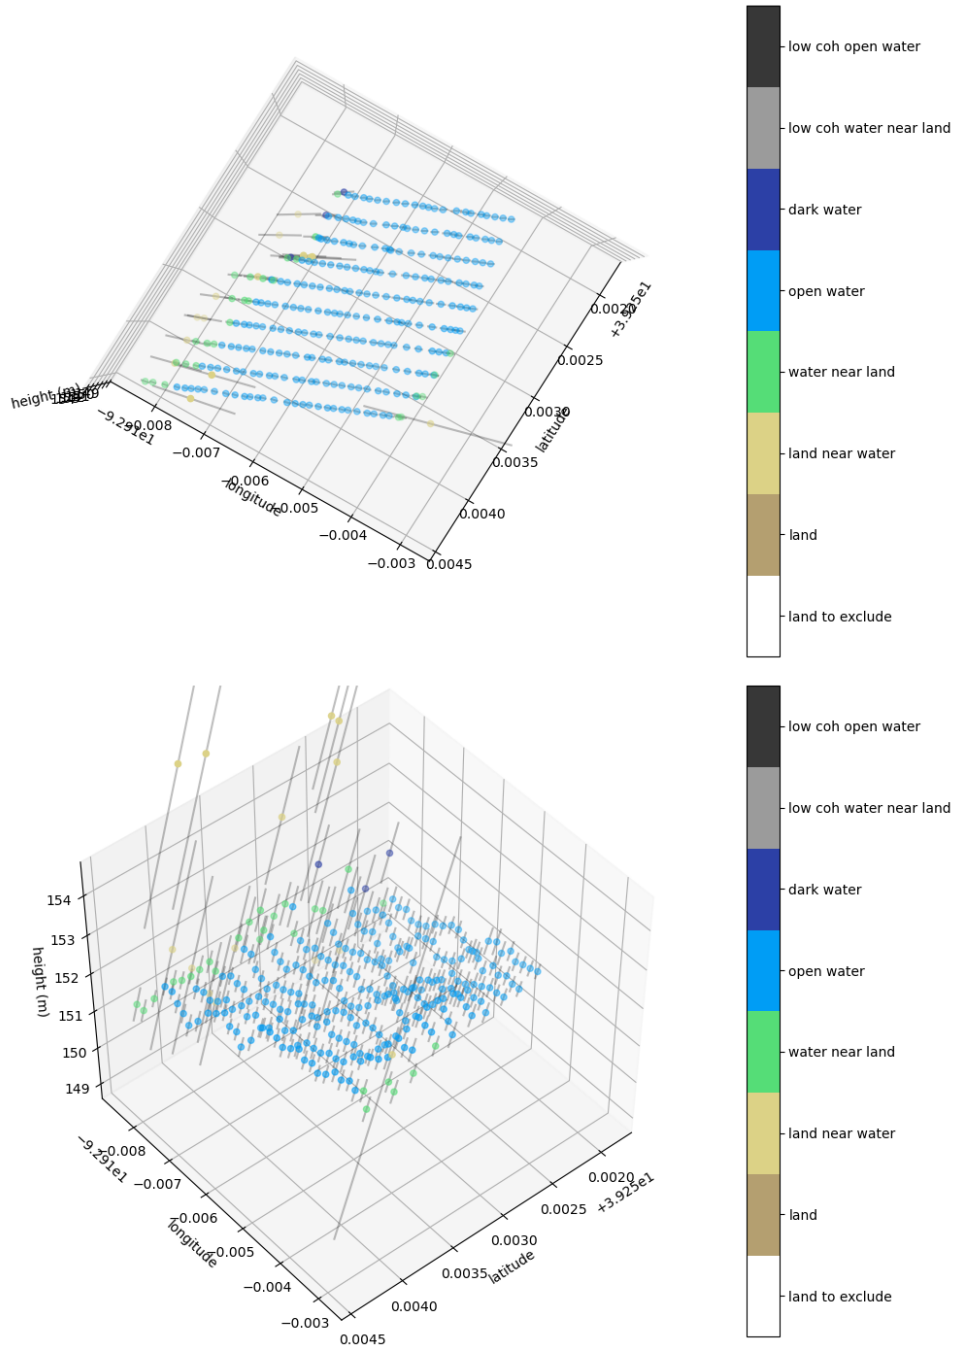 low coh open water
low coh water near land
dark water
open water
water near land
land near water
land
land to exclude
height (m)
−9.291e1
−0.008
−0.007
−0.006
−0.005
−0.004
−0.003
longitude
0.0020
0.0025
0.0030
0.0035
0.0040
0.0045
+3.925e1
latitude
low coh open water
low coh water near land
dark water
open water
water near land
land near water
land
land to exclude
154
153
152
151
150
149
height (m)
−9.291e1
−0.008
−0.007
−0.006
−0.005
−0.004
−0.003
longitude
0.0020
0.0025
0.0030
0.0035
0.0040
0.0045
+3.925e1
latitude